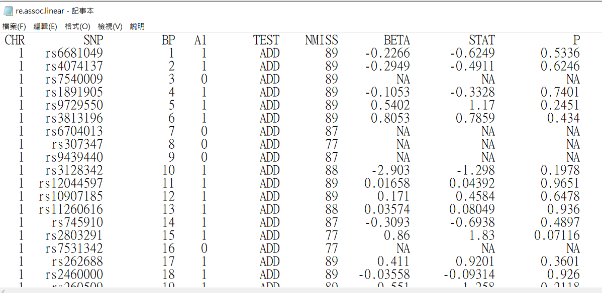 re.assoc.linear - 記事本
檔案(F) 編輯(E) 格式(O) 檢視(V) 說明
CHR SNP BP A1 TEST NMISS BETA STAT P
1 rs6681049 1 1 ADD 89 -0.2266 -0.6249 0.5336
1 rs4074137 2 1 ADD 89 -0.2949 -0.4911 0.6246
1 rs7540009 3 0 ADD 89 NA NA NA
1 rs1891905 4 1 ADD 89 -0.1053 -0.3328 0.7401
1 rs9729550 5 1 ADD 89 0.5402 1.17 0.2451
1 rs3813196 6 1 ADD 89 0.8053 0.7859 0.434
1 rs6704013 7 0 ADD 87 NA NA NA
1 rs307347 8 0 ADD 77 NA NA NA
1 rs9439440 9 0 ADD 87 NA NA NA
1 rs3128342 10 1 ADD 88 -2.903 -1.298 0.1978
1 rs12044597 11 1 ADD 89 0.01658 0.04392 0.9651
1 rs10907185 12 1 ADD 89 0.171 0.4584 0.6478
1 rs11260616 13 1 ADD 88 0.03574 0.08049 0.936
1 rs745910 14 1 ADD 87 -0.3093 -0.6938 0.4897
1 rs2803291 15 1 ADD 77 0.86 1.83 0.07116
1 rs7531342 16 0 ADD 77 NA NA NA
1 rs262688 17 1 ADD 89 0.411 0.9201 0.3601
1 rs2460000 18 1 ADD 89 -0.03558 -0.09314 0.926